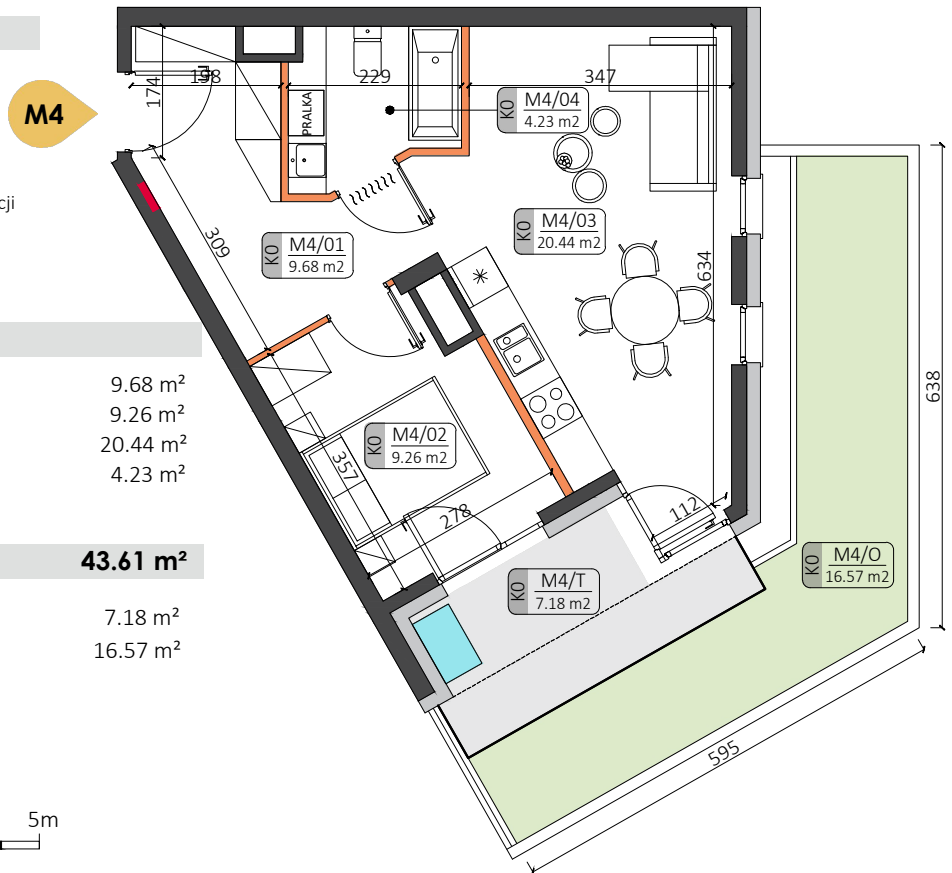 M4
cji
9.68 m²
9.26 m²
20.44 m²
4.23 m²
43.61 m²
7.18 m²
16.57 m²
5m
174
198
229
347
PRALKA
K0 M4/04
4.23 m2
K0 M4/03
20.44 m2
K0 M4/01
9.68 m2
309
634
638
K0 M4/02
9.26 m2
357
278
112
K0 M4/T
7.18 m2
K0 M4/O
16.57 m2
595